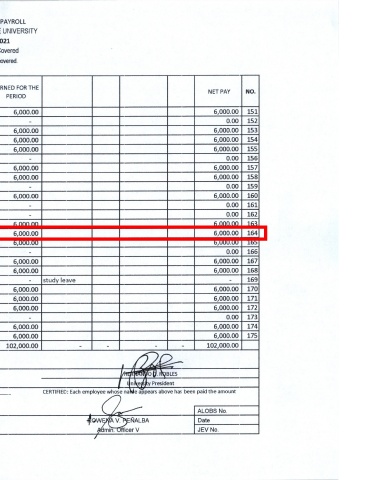 PAYROLL
E UNIVERSITY
021
Covered
overed
RNED FOR THE PERIOD NET PAY NO.
6,000.00 6,000.00 151
- 0.00 152
6,000.00 6,000.00 153
6,000.00 6,000.00 154
6,000.00 6,000.00 155
- 0.00 156
6,000.00 6,000.00 157
6,000.00 6,000.00 158
- 0.00 159
6,000.00 6,000.00 160
- 0.00 161
- 0.00 162
6,000.00 6,000.00 163
6,000.00 6,000.00 164
6,000.00 6,000.00 165
- 0.00 166
6,000.00 6,000.00 167
6,000.00 6,000.00 168
- study leave - 169
6,000.00 6,000.00 170
6,000.00 6,000.00 171
6,000.00 6,000.00 172
- 0.00 173
6,000.00 6,000.00 174
6,000.00 6,000.00 175
102,000.00 - - - - 102,000.00
ROBLES
University President
CERTIFIED; Each employee whose name appears above has been paid the amount
ROWENA V. PEÑALBA
Admin. Officer V
ALOBS No.
Date
JEV No.